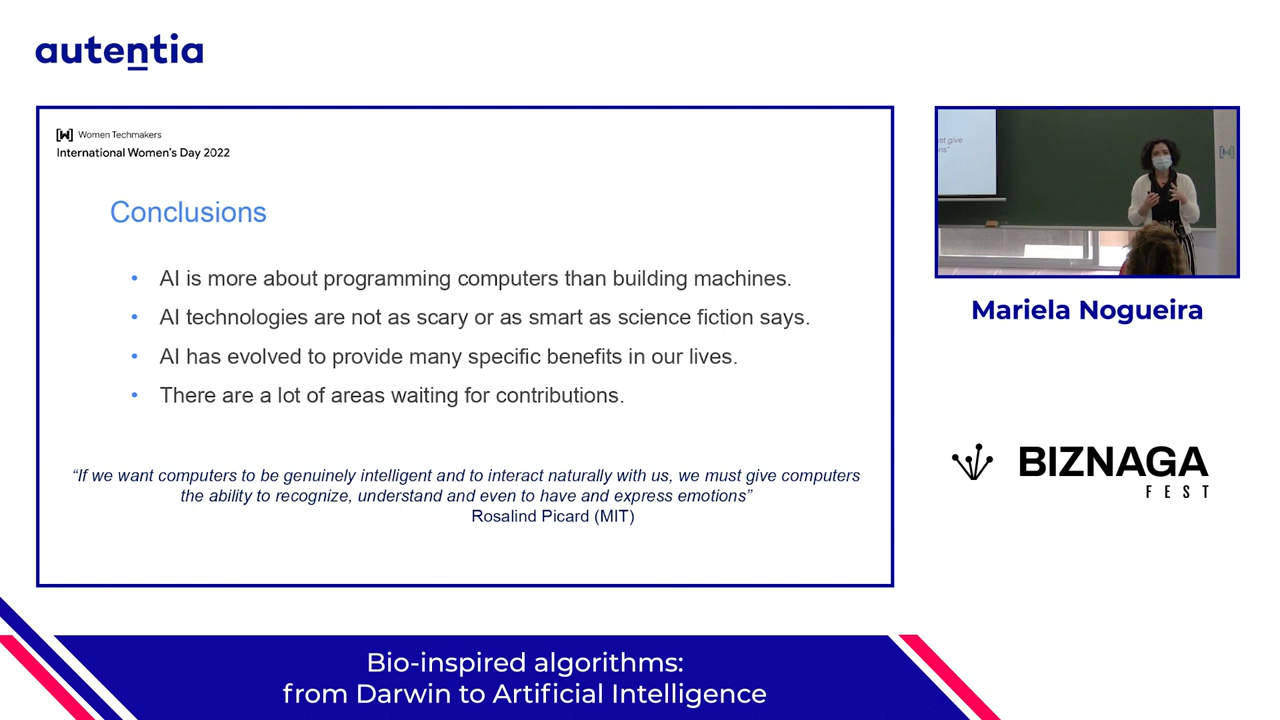 autentia
Women Techmakers
International Women's Day 2022
Conclusions
• AI is more about programming computers than building machines.
• AI technologies are not as scary or as smart as science fiction says.
• AI has evolved to provide many specific benefits in our lives.
• There are a lot of areas waiting for contributions.
“If we want computers to be genuinely intelligent and to interact naturally with us, we must give computers
the ability to recognize, understand and even to have and express emotions”
Rosalind Picard (MIT)
give
Mariela Nogueira
BIZNAGA
FEST
Bio-inspired algorithms:
from Darwin to Artificial Intelligence